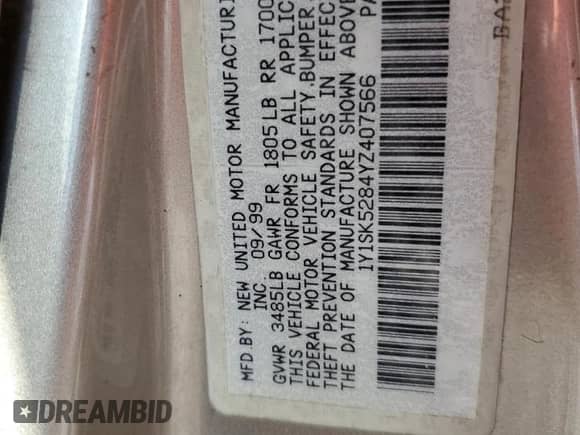 MFD BY: NEW UNITED MOTOR MANUFACTURI
INC. 09/99
GVWR 3485LB GAWR FR 1805LB RR 1700
THIS VEHICLE CONFORMS TO ALL APPLIC
FEDERAL MOTOR VEHICLE SAFETY,BUMPER,
THEFT PREVENTION STANDARDS IN EFFEC
THE DATE OF MANUFACTURE SHOWN ABOVE
1Y1SK5284YZ407566 PA
DREAMBID